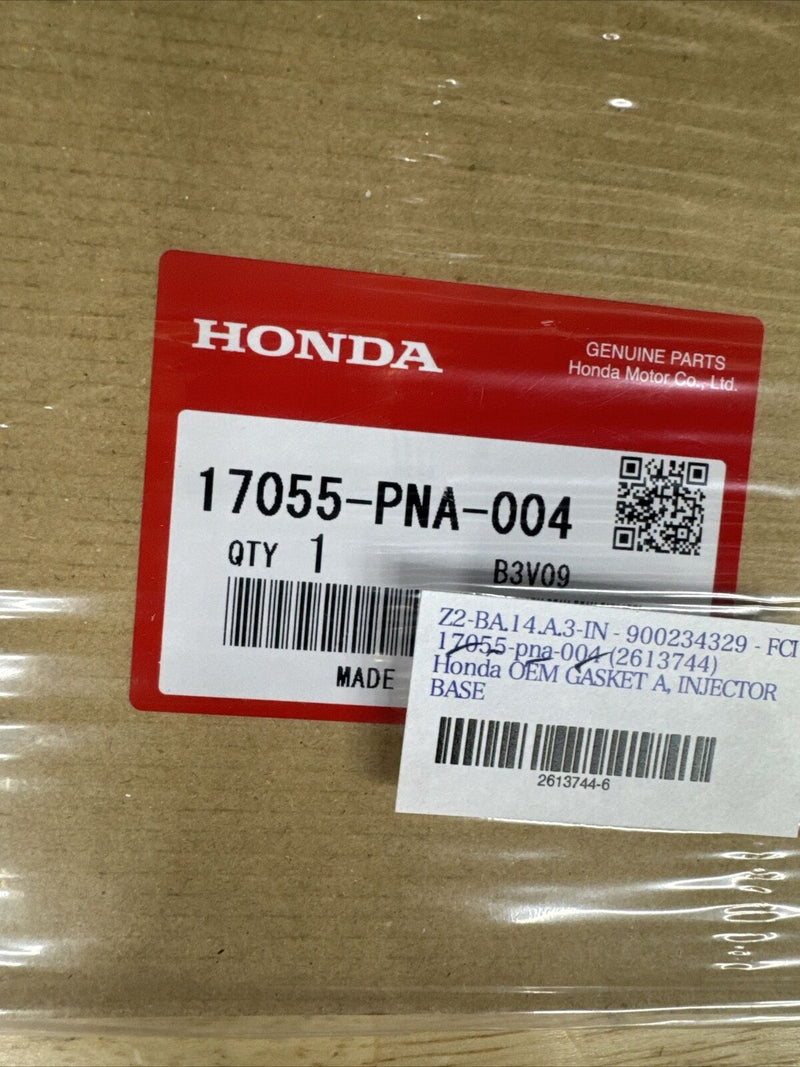 HONDA
GENUINE PARTS
Honda Motor Co., Ltd.
17055-PNA-004
QTY 1
B3V09
MADE
Z2-BA.14.A.3-IN - 900234329 - FCI
17055-pna-004 (2613744)
Honda OEM GASKET A, INJECTOR
BASE
2613744-6